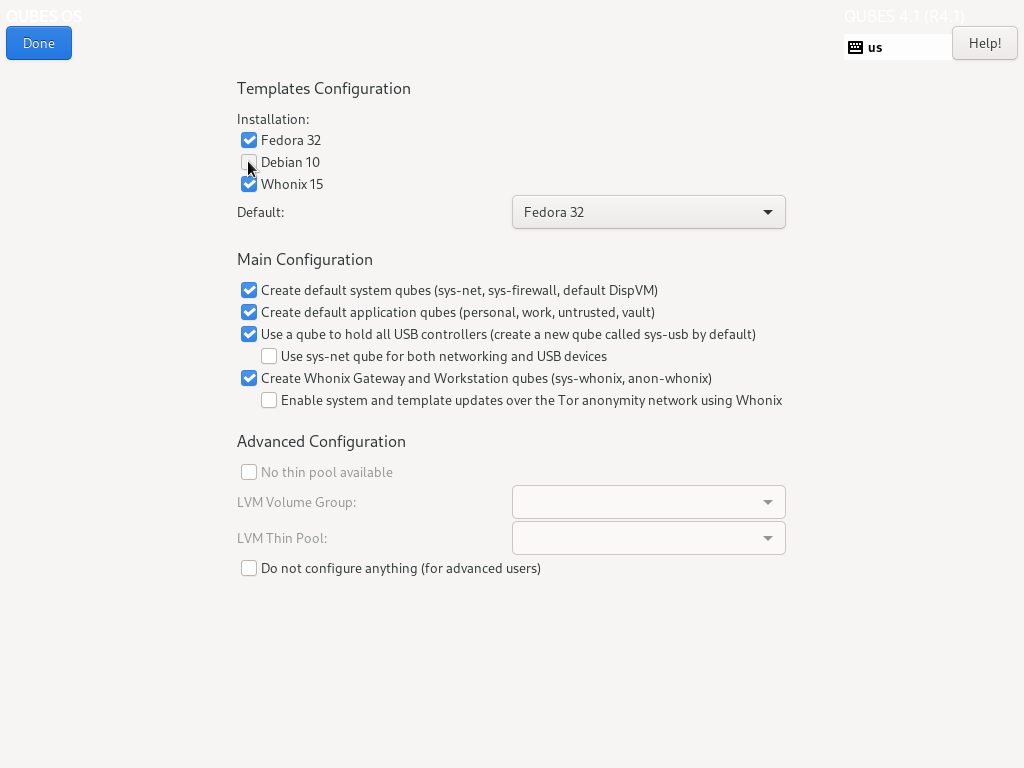 QUBES OS
QUBES 4.1 (R4.1)
Done
us
Help!
Templates Configuration
Installation:
Fedora 32
Debian 10
Whonix 15
Default:
Fedora 32
Main Configuration
Create default system qubes (sys-net, sys-firewall, default DispVM)
Create default application qubes (personal, work, untrusted, vault)
Use a qube to hold all USB controllers (create a new qube called sys-usb by default)
Use sys-net qube for both networking and USB devices
Create Whonix Gateway and Workstation qubes (sys-whonix, anon-whonix)
Enable system and template updates over the Tor anonymity network using Whonix
Advanced Configuration
No thin pool available
LVM Volume Group:
LVM Thin Pool:
Do not configure anything (for advanced users)